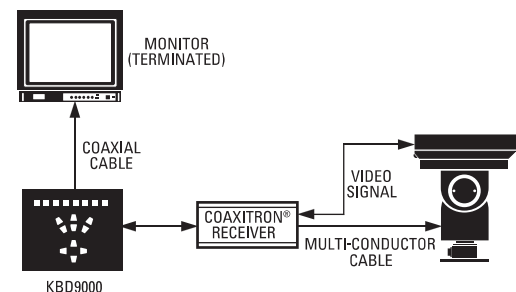 MONITOR
(TERMINATED)
COAXIAL
CABLE
VIDEO
SIGNAL
COAXITRON®
RECEIVER
MULTI-CONDUCTOR
CABLE
KBD9000